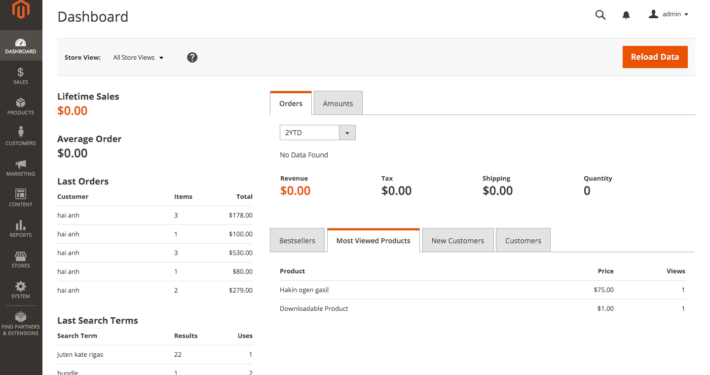 Dashboard
admin
Store View: All Store Views ?
Reload Data
DASHBOARD
SALES
PRODUCTS
CUSTOMERS
MARKETING
CONTENT
REPORTS
STORES
SYSTEM
FIND PARTNERS
& EXTENSIONS
Lifetime Sales
$0.00
Average Order
$0.00
Last Orders
Customer Items Total
hai anh 3 $178.00
hai anh 1 $100.00
hai anh 3 $530.00
hai anh 1 $80.00
hai anh 2 $279.00
Last Search Terms
Search Term Results Uses
Juten kate rigas 22 1
bundle 1 2
Orders Amounts
2YTD
No Data Found
Revenue Tax Shipping Quantity
$0.00 $0.00 $0.00 0
Bestsellers Most Viewed Products New Customers Customers
Product Price Views
Hakin ogen gasil $75.00 1
Downloadable Product $1.00 1